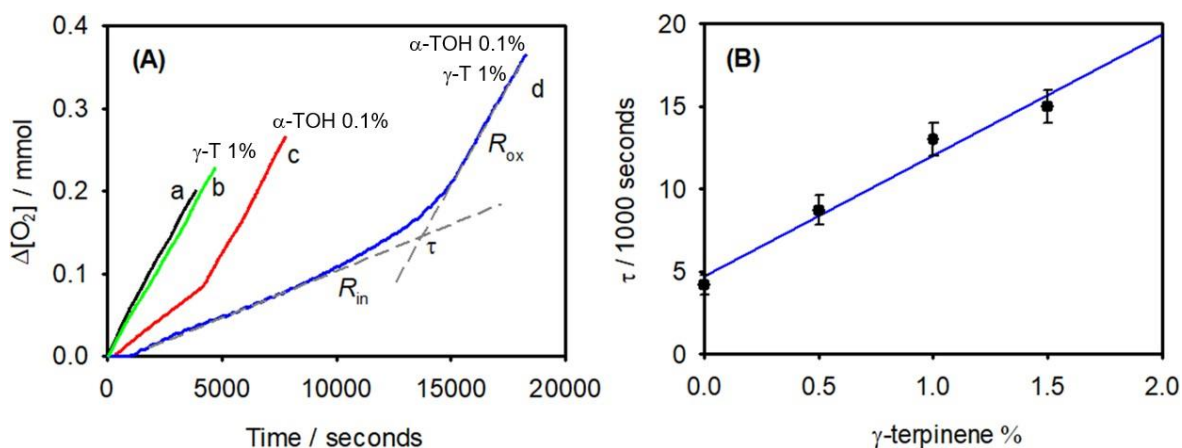 (A)
α-TOH 0.1%
γ-T 1%
d
α-TOH 0.1%
c
γ-T 1%
a
b
R_ox
τ
R_in
Δ[O₂] / mmol
0.4
0.3
0.2
0.1
0.0
0 5000 10000 15000 20000
Time / seconds
(B)
τ / 1000 seconds
20
15
10
5
0
0.0 0.5 1.0 1.5 2.0
γ-terpinene %